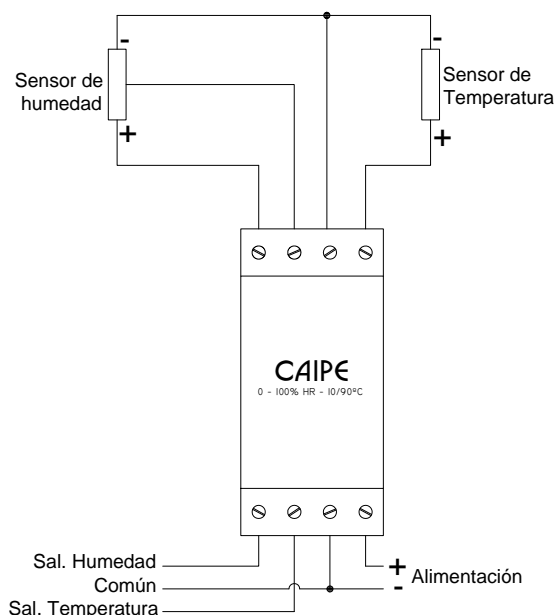 -
-
Sensor de
humedad
Sensor de
Temperatura
+
+
CAIPE
0 - 100% HR - 10/90ºC
Sal. Humedad
+
Alimentación
Común
-
Sal. Temperatura